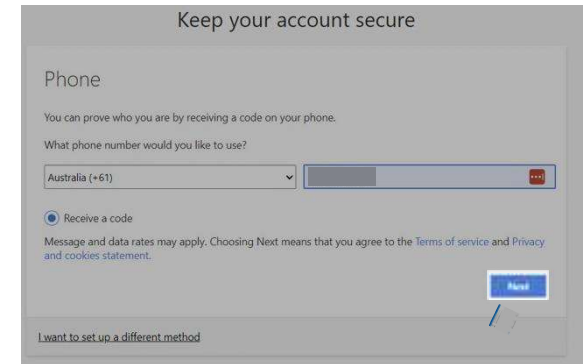 Keep your account secure
Phone
You can prove who you are by receiving a code on your phone.
What phone number would you like to use?
Australia (+61)
Receive a code
Message and data rates may apply. Choosing Next means that you agree to the Terms of service and Privacy
and cookies statement.
Next
I want to set up a different method